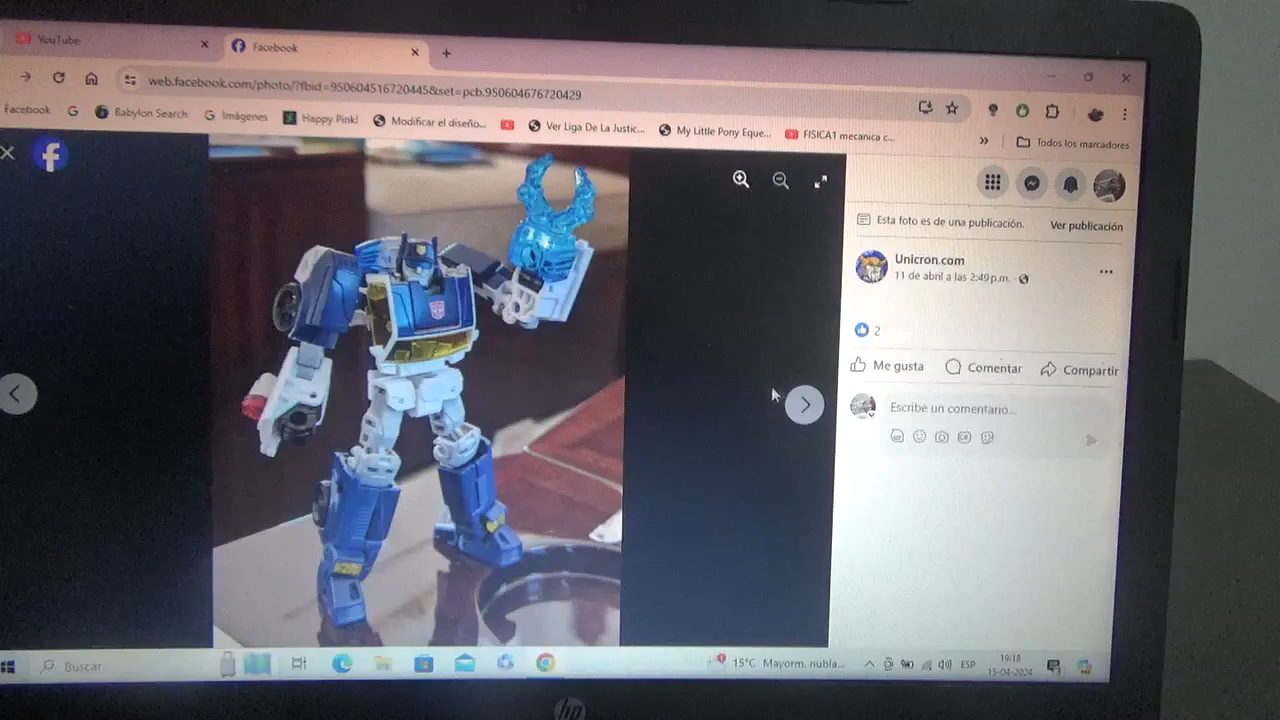 YouTube
Facebook
web.facebook.com/photo/?fbid=950604516720445&set=pcb.950604676720429
Facebook
Babylon Search
Imágenes
Happy Pink!
Modificar el diseño...
Ver Liga De La Justic...
My Little Pony Eque...
FISICA1 mecanica c...
»
Todos los marcadores
Esta foto es de una publicación.
Ver publicación
Unicron.com
11 de abril a las 2:49 p.m. ·
2
Me gusta
Comentar
Compartir
Escribe un comentario...
Buscar
15°C Mayorm. nubla...
ESP
19:18
15-04-2024
hp